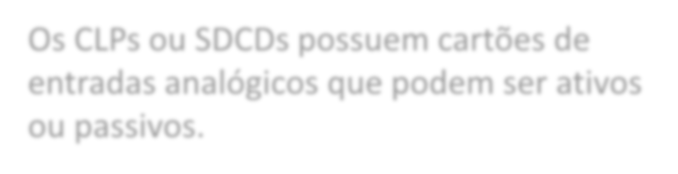 Os CLPs ou SDCDs possuem cartões de
entradas analógicos que podem ser ativos
ou passivos.